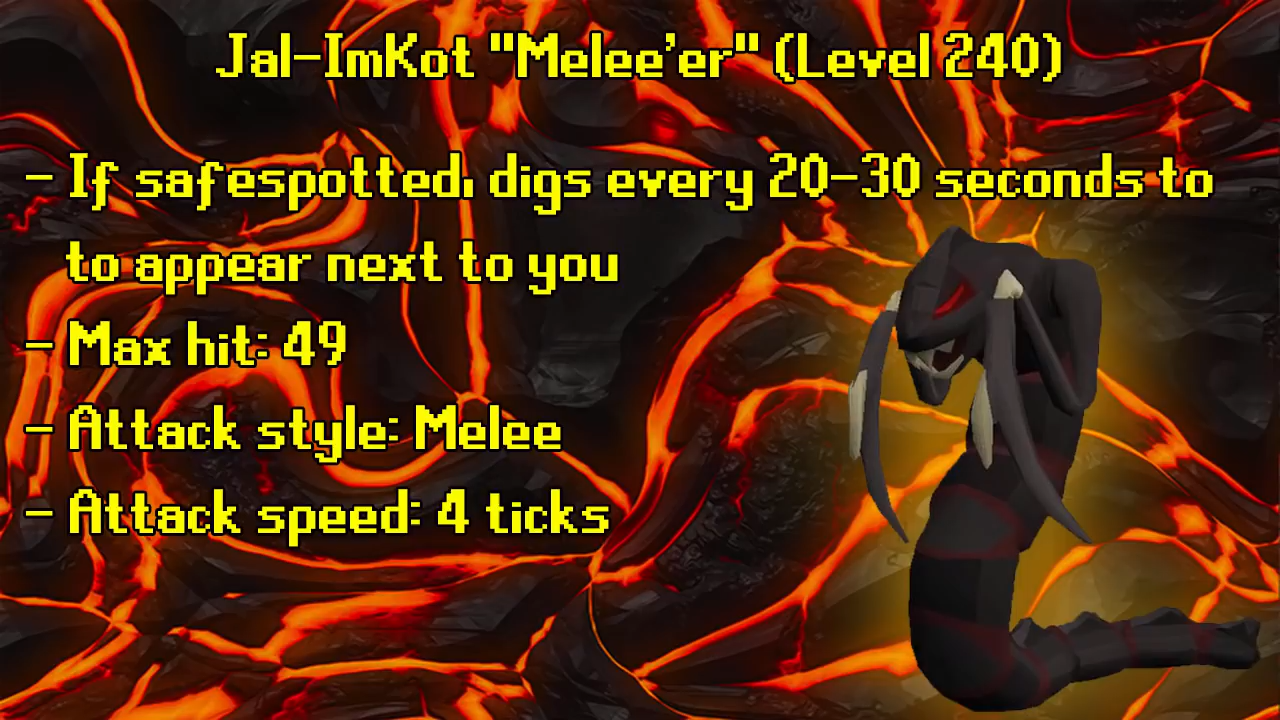 Jal-ImKot "Melee'er" (Level 240)
- If safespotted, digs every 20-30 seconds to
to appear next to you
- Max hit: 49
- Attack style: Melee
- Attack speed: 4 ticks